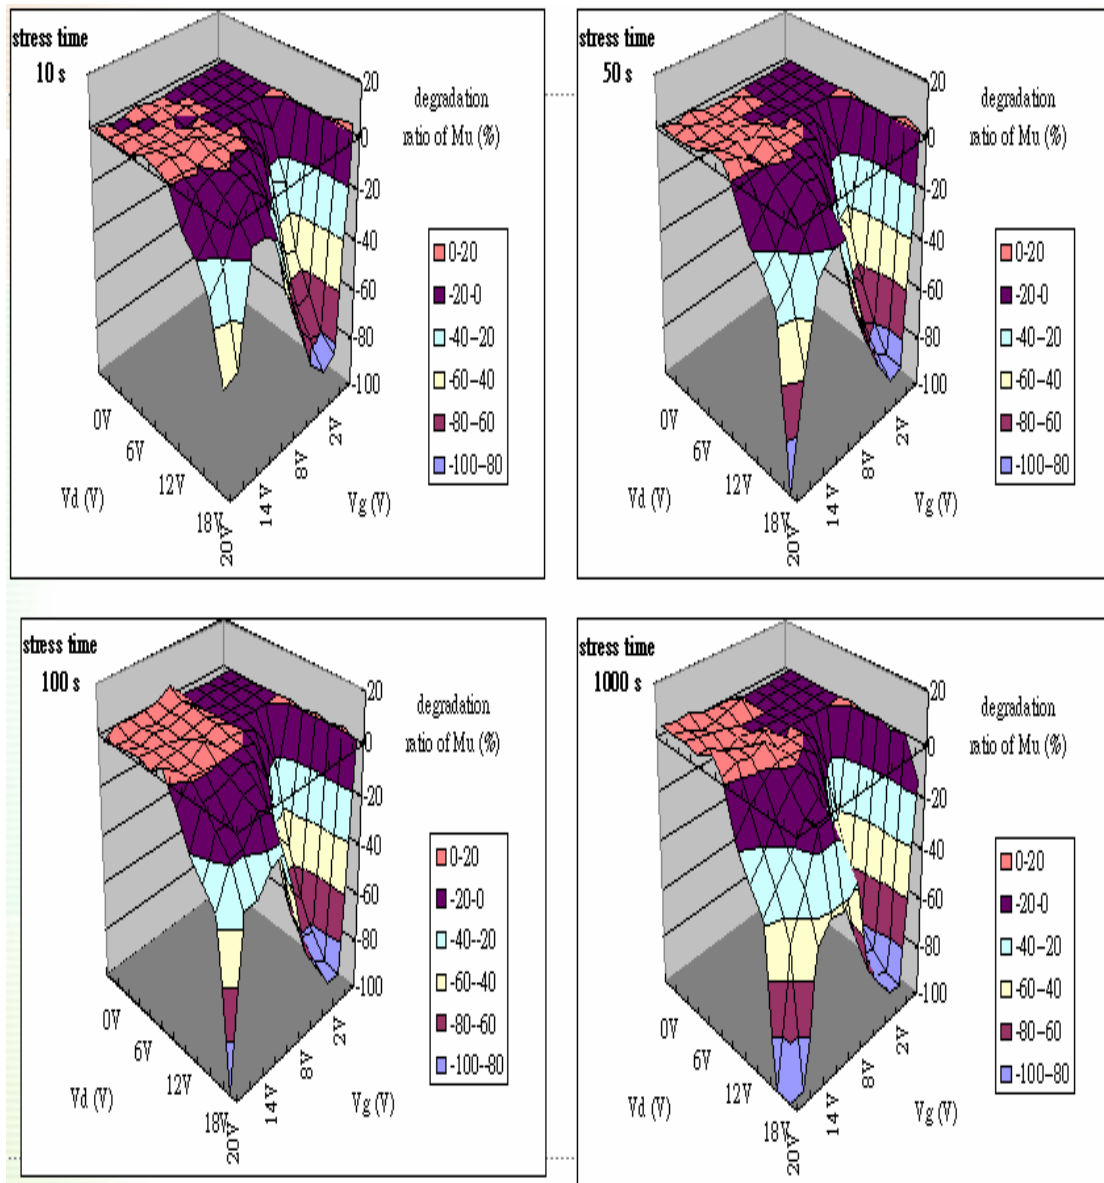 stress time
10 s
degradation
ratio of Mu (%)
20
0
-20
-40
-60
-80
-100
0-20
-20-0
-40--20
-60--40
-80--60
-100--80
0V
6V
12V
18V
Vd (V)
2V
8V
14V
20V
Vg (V)
stress time
50 s
degradation
ratio of Mu (%)
20
0
-20
-40
-60
-80
-100
0-20
-20-0
-40--20
-60--40
-80--60
-100--80
0V
6V
12V
18V
Vd (V)
2V
8V
14V
20V
Vg (V)
stress time
100 s
degradation
ratio of Mu (%)
20
0
-20
-40
-60
-80
-100
0-20
-20-0
-40--20
-60--40
-80--60
-100--80
0V
6V
12V
18V
Vd (V)
2V
8V
14V
20V
Vg (V)
stress time
1000 s
degradation
ratio of Mu (%)
20
0
-20
-40
-60
-80
-100
0-20
-20-0
-40--20
-60--40
-80--60
-100--80
0V
6V
12V
18V
Vd (V)
2V
8V
14V
20V
Vg (V)